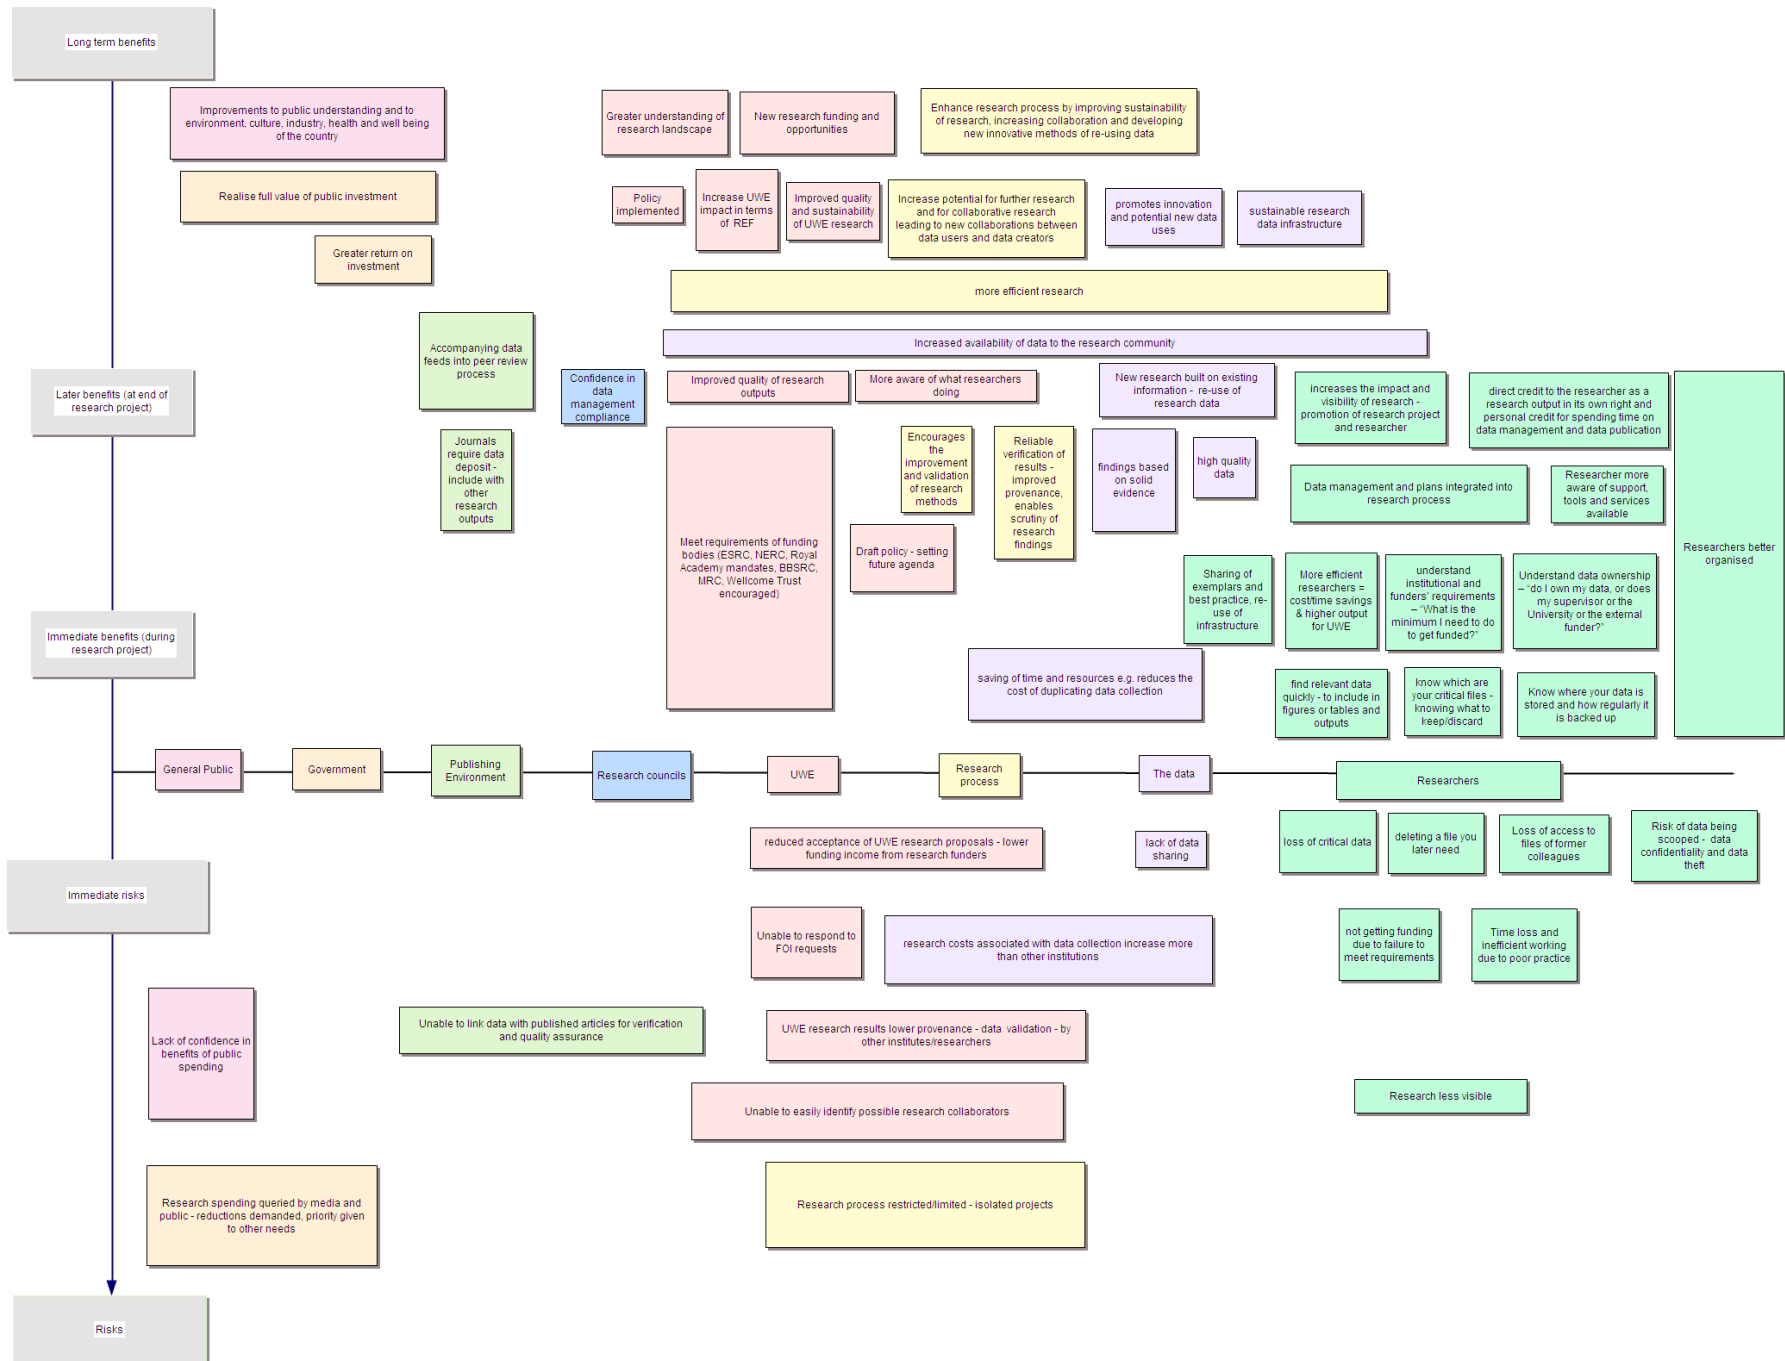 Long term benefits
Improvements to public understanding and to
environment, culture, industry, health and well being
of the country
Greater understanding of
research landscape
New research funding and
opportunities
Enhance research process by improving sustainability
of research, increasing collaboration and developing
new innovative methods of re-using data
Realise full value of public investment
Policy
implemented
Increase UWE
impact in terms
of REF
Improved quality
and sustainability
of UWE research
Increase potential for further research
and for collaborative research
leading to new collaborations between
data users and data creators
promotes innovation
and potential new data
uses
sustainable research
data infrastructure
Greater return on
investment
more efficient research
Accompanying data
feeds into peer review
process
Increased availability of data to the research community
Later benefits (at end of
research project)
Confidence in
data
management
compliance
Improved quality of research
outputs
More aware of what researchers
doing
New research built on existing
information - re-use of
research data
increases the impact and
visibility of research -
promotion of research project
and researcher
direct credit to the researcher as a
research output in its own right and
personal credit for spending time on
data management and data publication
Journals
require data
deposit -
include with
other
research
outputs
Meet requirements of funding
bodies (ESRC, NERC, Royal
Academy mandates, BBSRC,
MRC, Wellcome Trust
encouraged)
Encourages
the
improvement
and validation
of research
methods
Reliable
verification of
results -
improved
provenance,
enables
scrutiny of
research
findings
findings based
on solid
evidence
high quality
data
Data management and plans integrated into
research process
Researcher more
aware of support,
tools and services
available
Researchers better
organised
Draft policy - setting
future agenda
Sharing of
exemplars and
best practice, re-
use of
infrastructure
More efficient
researchers =
cost/time savings
& higher output
for UWE
understand
institutional and
funders' requirements
– "What is the
minimum I need to do
to get funded?"
Understand data ownership
– "do I own my data, or does
my supervisor or the
University or the external
funder?"
Immediate benefits (during
research project)
saving of time and resources e.g. reduces the
cost of duplicating data collection
find relevant data
quickly - to include in
figures or tables and
outputs
know which are
your critical files -
knowing what to
keep/discard
Know where your data is
stored and how regularly it
is backed up
General Public
Government
Publishing
Environment
Research councils
UWE
Research
process
The data
Researchers
reduced acceptance of UWE research proposals - lower
funding income from research funders
lack of data
sharing
loss of critical data
deleting a file you
later need
Loss of access to
files of former
colleagues
Risk of data being
scooped - data
confidentiality and data
theft
Immediate risks
Unable to respond to
FOI requests
research costs associated with data collection increase more
than other institutions
not getting funding
due to failure to
meet requirements
Time loss and
inefficient working
due to poor practice
Lack of confidence in
benefits of public
spending
Unable to link data with published articles for verification
and quality assurance
UWE research results lower provenance - data validation - by
other institutes/researchers
Unable to easily identify possible research collaborators
Research less visible
Research spending queried by media and
public - reductions demanded, priority given
to other needs
Research process restricted/limited - isolated projects
Risks